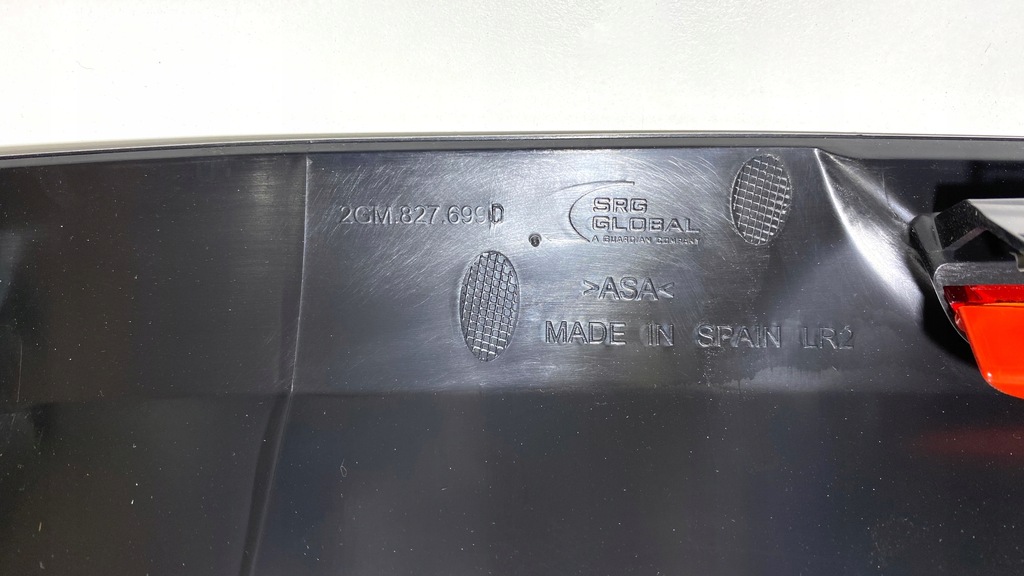 2GM.827.699D
SRG
GLOBAL
A GUARDIAN COMPANY
>ASA<
MADE IN SPAIN LR2